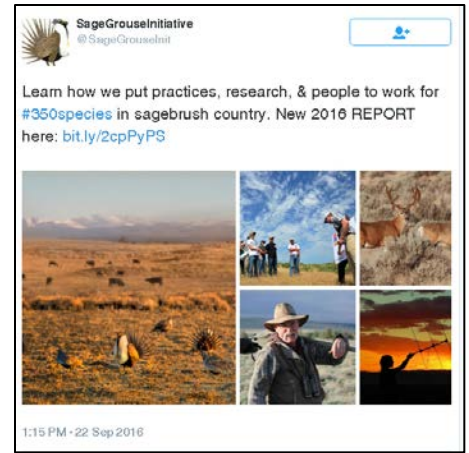 SageGrouseInitiative
@SageGrouseInit
Learn how we put practices, research, & people to work for
#350species in sagebrush country. New 2016 REPORT
here: bit.ly/2cpPyPS
1:15 PM - 22 Sep 2016